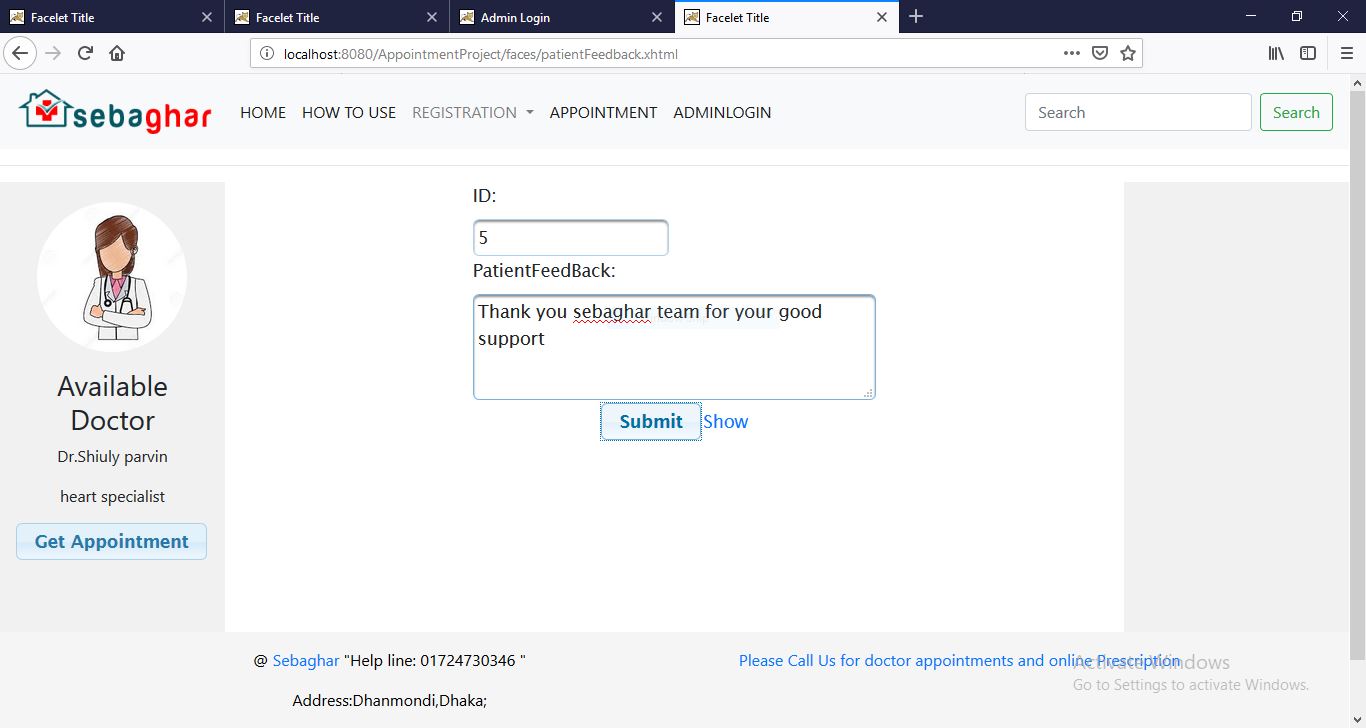 Facelet Title
Facelet Title
Admin Login
Facelet Title
localhost:8080/AppointmentProject/faces/patientFeedback.xhtml
sebaghar
HOME
HOW TO USE
REGISTRATION
APPOINTMENT
ADMINLOGIN
Search
Search
ID:
5
PatientFeedBack:
Thank you sebaghar team for your good
support
Submit
Show
Available
Doctor
Dr.Shiuly parvin
heart specialist
Get Appointment
@ Sebaghar "Help line: 01724730346 "
Please Call Us for doctor appointments and online Prescription
Address:Dhanmondi,Dhaka;
Activate Windows
Go to Settings to activate Windows.